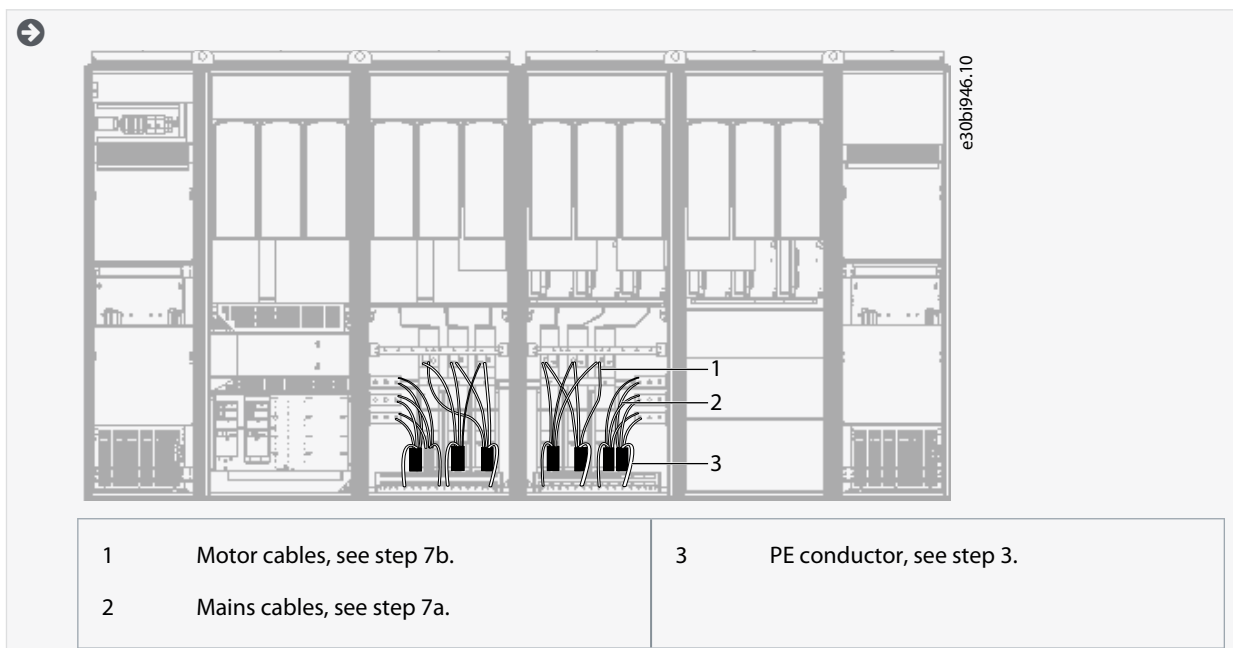 e30bi946.10
1
2
3
1 Motor cables, see step 7b.
2 Mains cables, see step 7a.
3 PE conductor, see step 3.